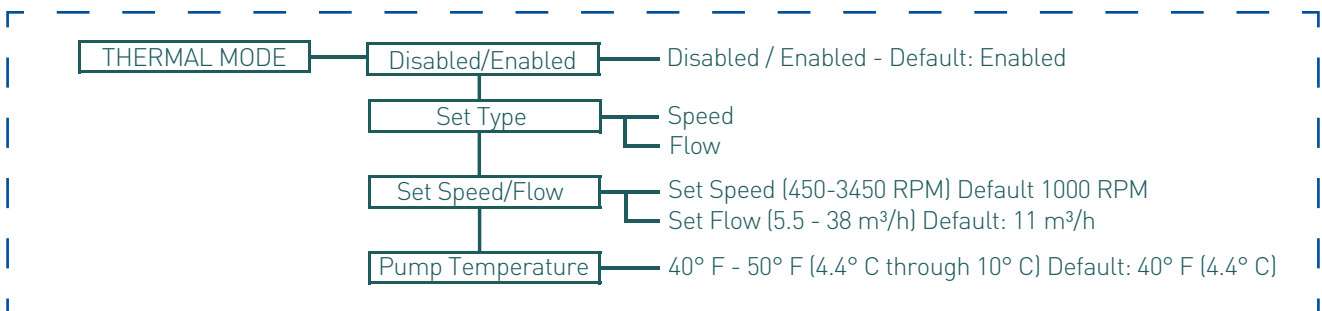 THERMAL MODE
Disabled/Enabled
Disabled / Enabled - Default: Enabled
Set Type
Speed
Flow
Set Speed/Flow
Set Speed (450-3450 RPM) Default 1000 RPM
Set Flow (5.5 - 38 m³/h) Default: 11 m³/h
Pump Temperature
40° F - 50° F (4.4° C through 10° C) Default: 40° F (4.4° C)